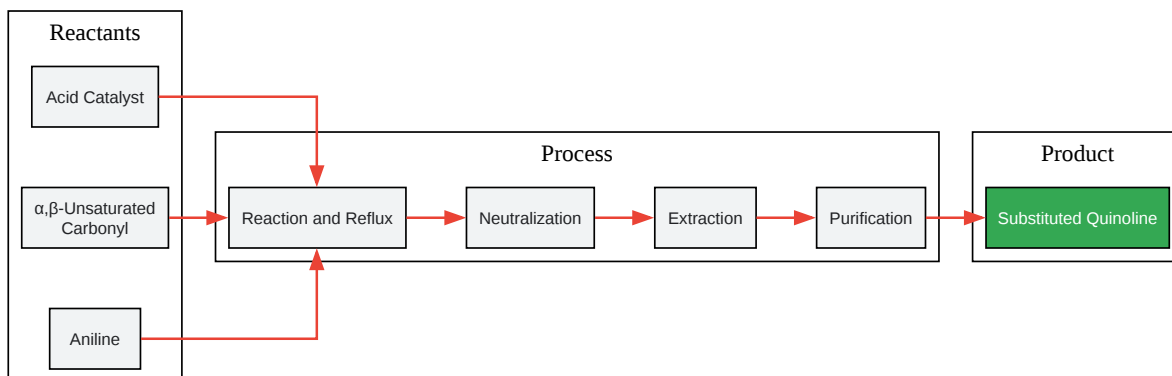 Reactants
Acid Catalyst
α,β-Unsaturated
Carbonyl
Aniline
Process
Reaction and Reflux
Neutralization
Extraction
Purification
Product
Substituted Quinoline